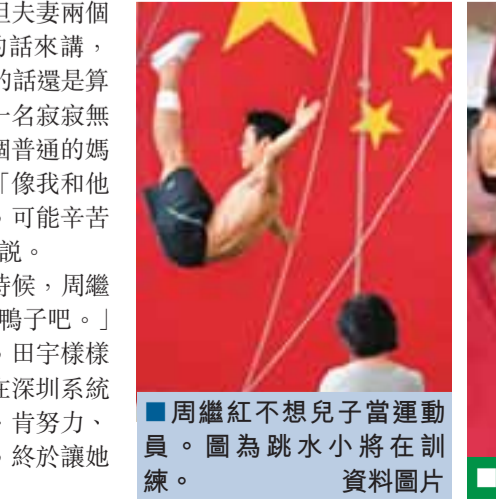 但夫妻兩個
的話來講，
的話還是算
一名寂寂無
個普通的媽
「像我和他
，可能辛苦
説。
時候，周繼
鴨子吧。」
，田宇樣樣
在深圳系統
，肯努力、
，終於讓她
■周繼紅不想兒子當運動
員。圖為跳水小將在訓
練。 資料圖片